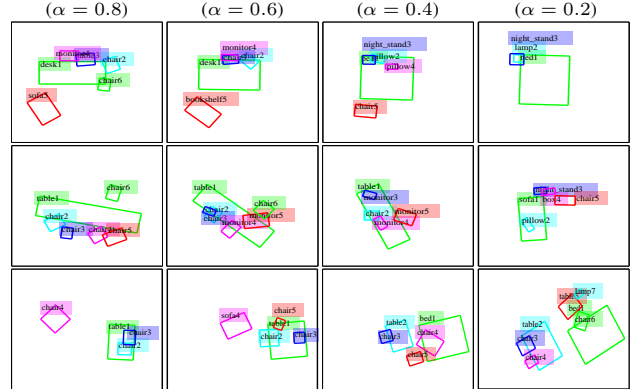 (α = 0.8) (α = 0.6) (α = 0.4) (α = 0.2)
monitor4
desk1
chair2
chair6
sofa5
monitor4
desk1
chair2
bookshelf5
night_stand3
pillow2
pillow4
chair5
night_stand3
lamp2
bed1
chair6
table1
chair2
chair3
chair5
table1
chair6
chair2
chair3
monitor5
monitor4
table1
monitor3
chair2
monitor5
monitor4
night_stand3
sofa1
box4
chair5
pillow2
chair4
table1
chair3
chair2
sofa4
chair5
table1
chair3
chair2
bed1
table2
chair3
chair4
chair5
lamp7
bed1
chair6
table2
chair3
chair4